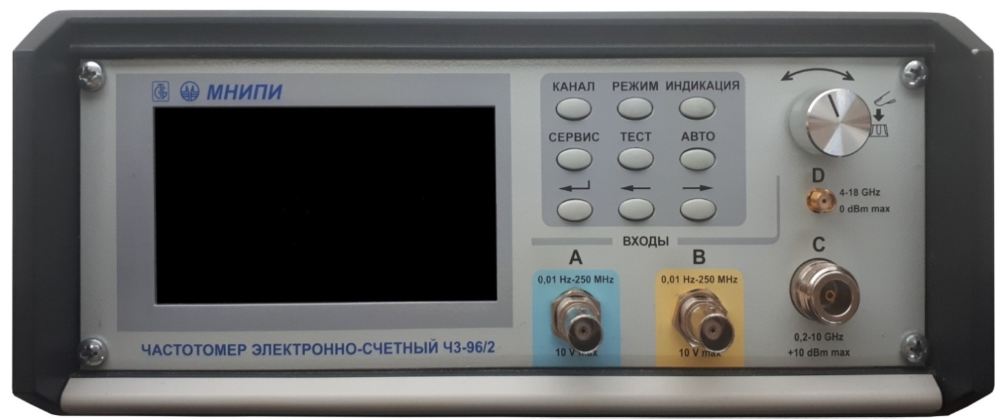 МНИПИ
КАНАЛ РЕЖИМ ИНДИКАЦИЯ
СЕРВИС ТЕСТ АВТО
D
4-18 GHz
0 dBm max
ВХОДЫ
A
0,01 Hz-250 MHz
10 V max
B
0,01 Hz-250 MHz
10 V max
C
0,2-10 GHz
+10 dBm max
ЧАСТОТОМЕР ЭЛЕКТРОННО-СЧЕТНЫЙ Ч3-96/2